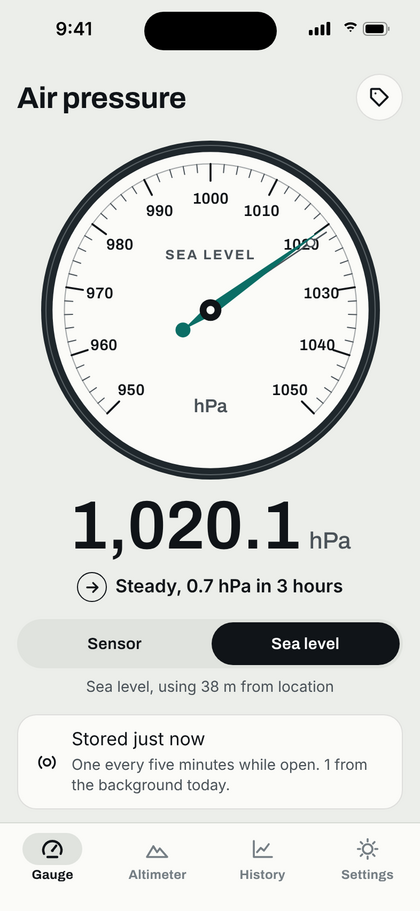 9:41
Air pressure
1000
990
1010
980
1020
SEA LEVEL
970
1030
960
1040
950
1050
hPa
1,020.1 hPa
Steady, 0.7 hPa in 3 hours
Sensor
Sea level
Sea level, using 38 m from location
Stored just now
One every five minutes while open. 1 from
the background today.
Gauge
Altimeter
History
Settings